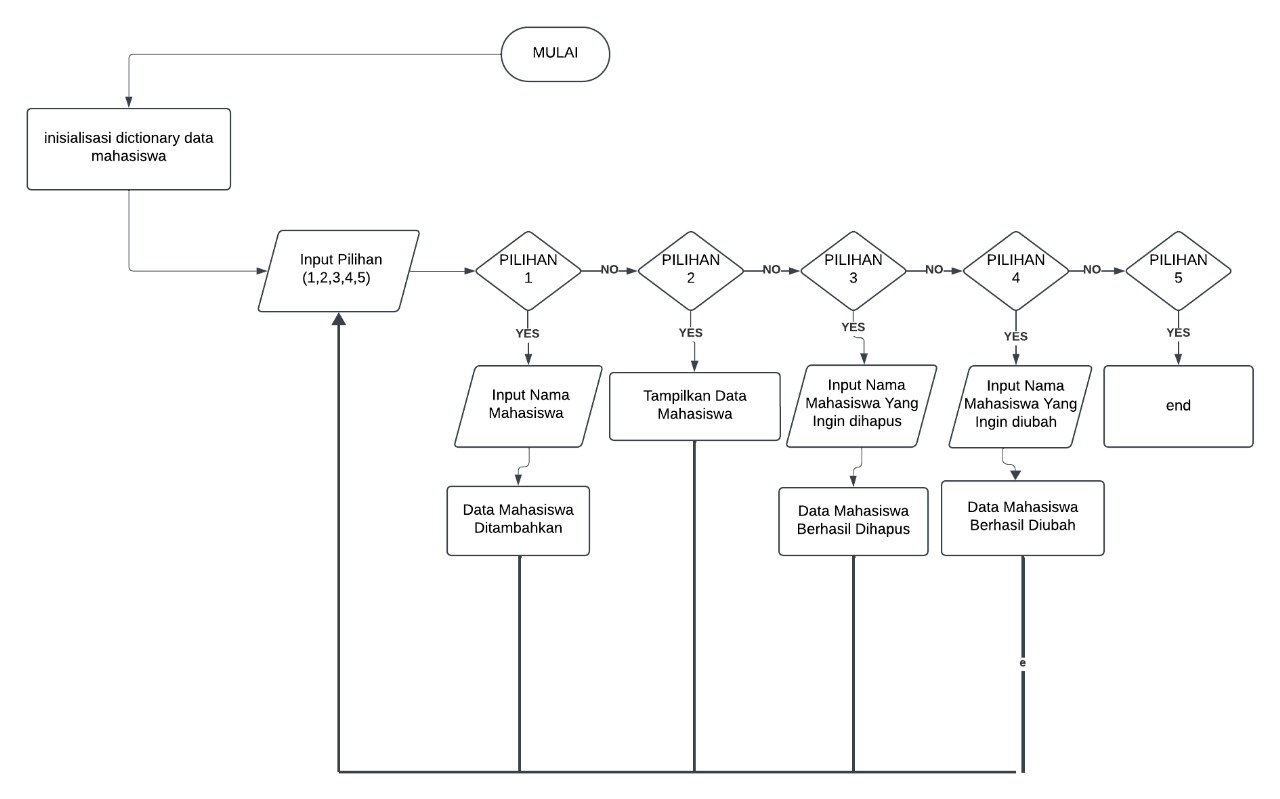 MULAI
inisialisasi dictionary data
mahasiswa
Input Pilihan
(1,2,3,4,5)
PILIHAN
1
NO
PILIHAN
2
NO
PILIHAN
3
NO
PILIHAN
4
NO
PILIHAN
5
YES
YES
YES
YES
YES
Input Nama
Mahasiswa
Tampilkan Data
Mahasiswa
Input Nama
Mahasiswa Yang
Ingin dihapus
Input Nama
Mahasiswa Yang
Ingin diubah
end
Data Mahasiswa
Ditambahkan
Data Mahasiswa
Berhasil Dihapus
Data Mahasiswa
Berhasil Diubah
e